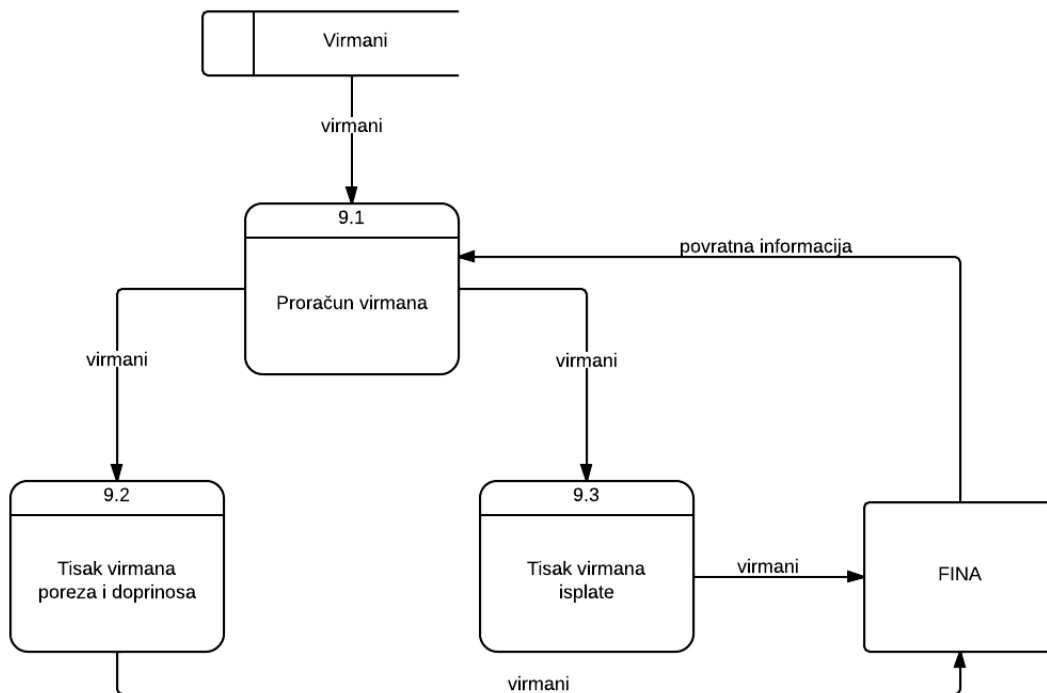 Virmani
virmani
9.1
povratna informacija
Proračun virmana
virmani
virmani
9.2
9.3
Tisak virmana
poreza i doprinosa
Tisak virmana
isplate
virmani
FINA
virmani